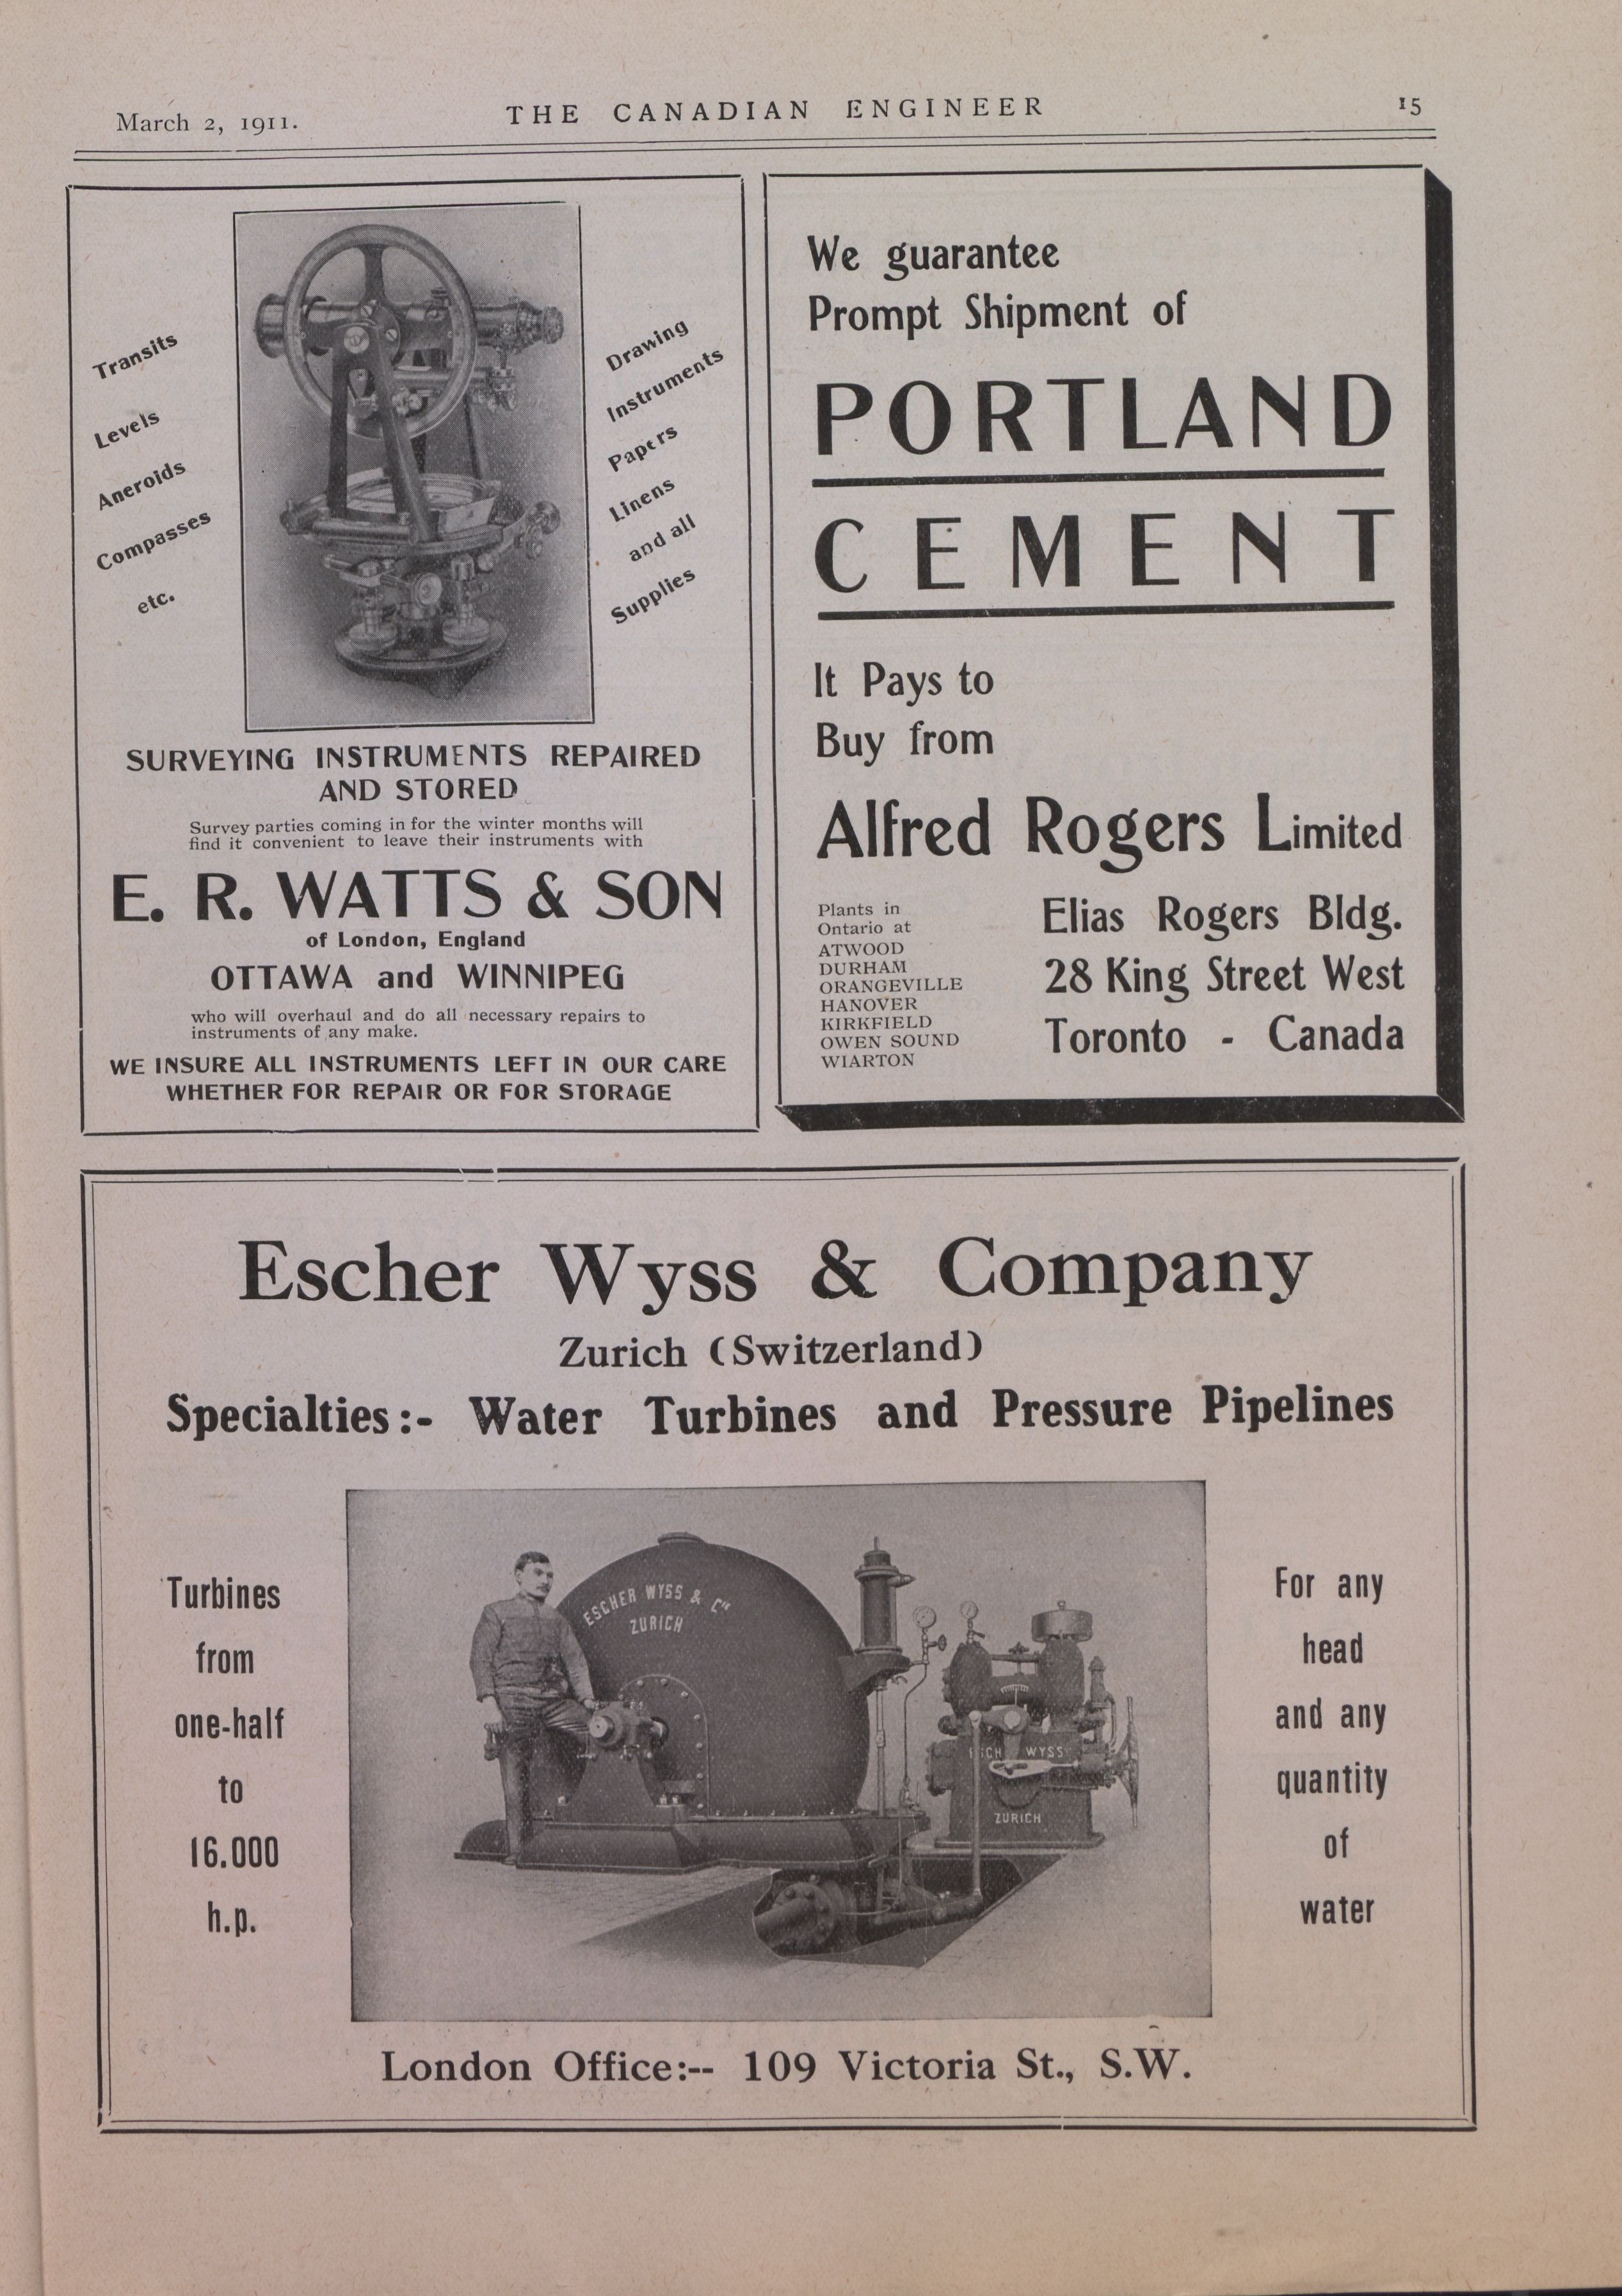 March 2, 1911.
THE CANADIAN ENGINEER
15
Transits
Levels
Aneroids
Compasses
etc.
Drawing
Instruments
Papers
Linens
and all
Supplies
SURVEYING INSTRUMENTS REPAIRED
AND STORED
Survey parties coming in for the winter months will
find it convenient to leave their instruments with
E. R. WATTS & SON
of London, England
OTTAWA and WINNIPEG
who will overhaul and do all necessary repairs to
instruments of any make.
WE INSURE ALL INSTRUMENTS LEFT IN OUR CARE
WHETHER FOR REPAIR OR FOR STORAGE
We guarantee
Prompt Shipment of
PORTLAND
CEMENT
It Pays to
Buy from
Alfred Rogers Limited
Plants in
Ontario at
ATWOOD
DURHAM
ORANGEVILLE
HANOVER
KIRKFIELD
OWEN SOUND
WIARTON
Elias Rogers Bldg.
28 King Street West
Toronto - Canada
Escher Wyss & Company
Zurich (Switzerland)
Specialties:- Water Turbines and Pressure Pipelines
Turbines
from
one-half
to
16.000
h.p.
ESCHER WYSS & Cie
ZURICH
WYSS
ZURICH
For any
head
and any
quantity
of
water
London Office:-- 109 Victoria St., S.W.